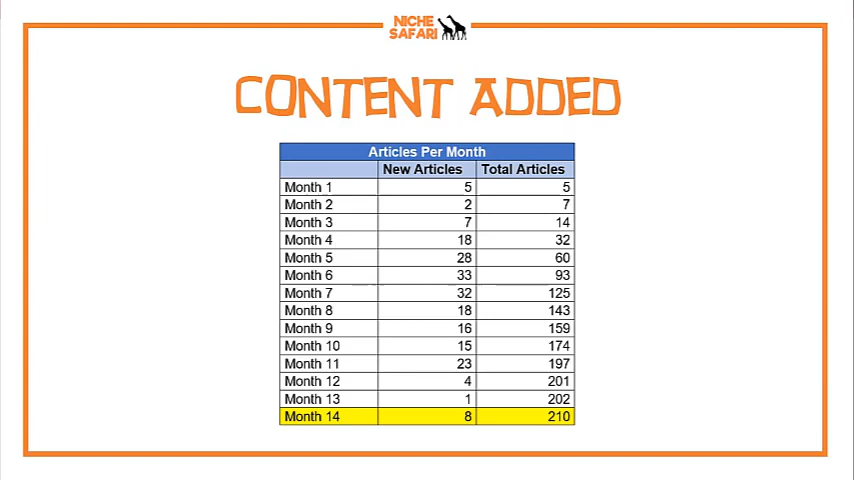 NICHE
SAFARI
CONTENT ADDED
Articles Per Month
New Articles Total Articles
Month 1 5 5
Month 2 2 7
Month 3 7 14
Month 4 18 32
Month 5 28 60
Month 6 33 93
Month 7 32 125
Month 8 18 143
Month 9 16 159
Month 10 15 174
Month 11 23 197
Month 12 4 201
Month 13 1 202
Month 14 8 210